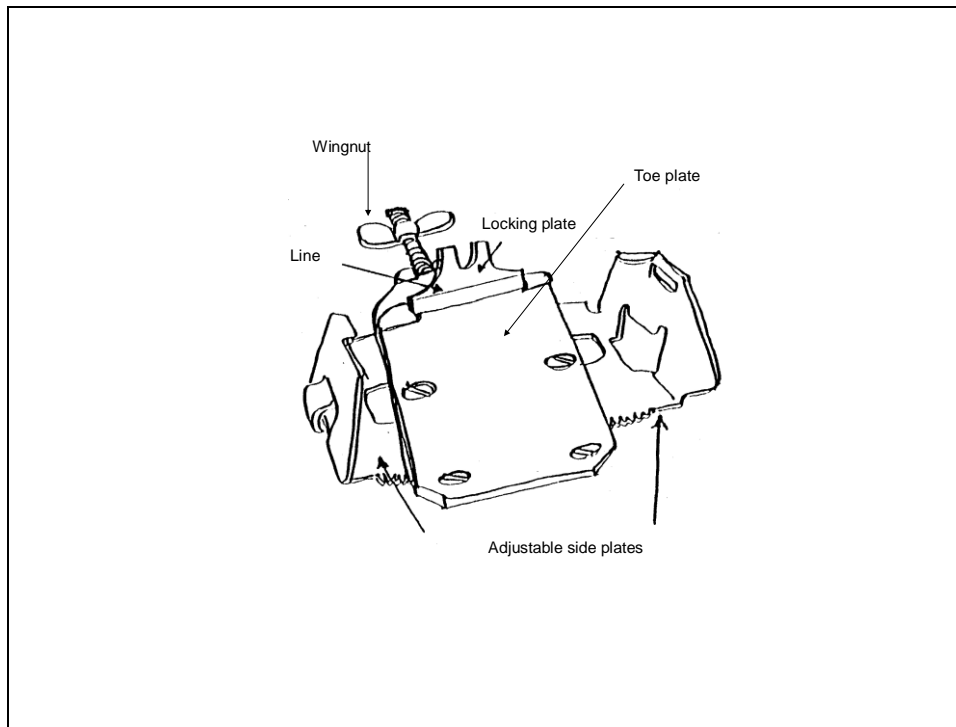 Wingnut
Toe plate
Locking plate
Line
Adjustable side plates